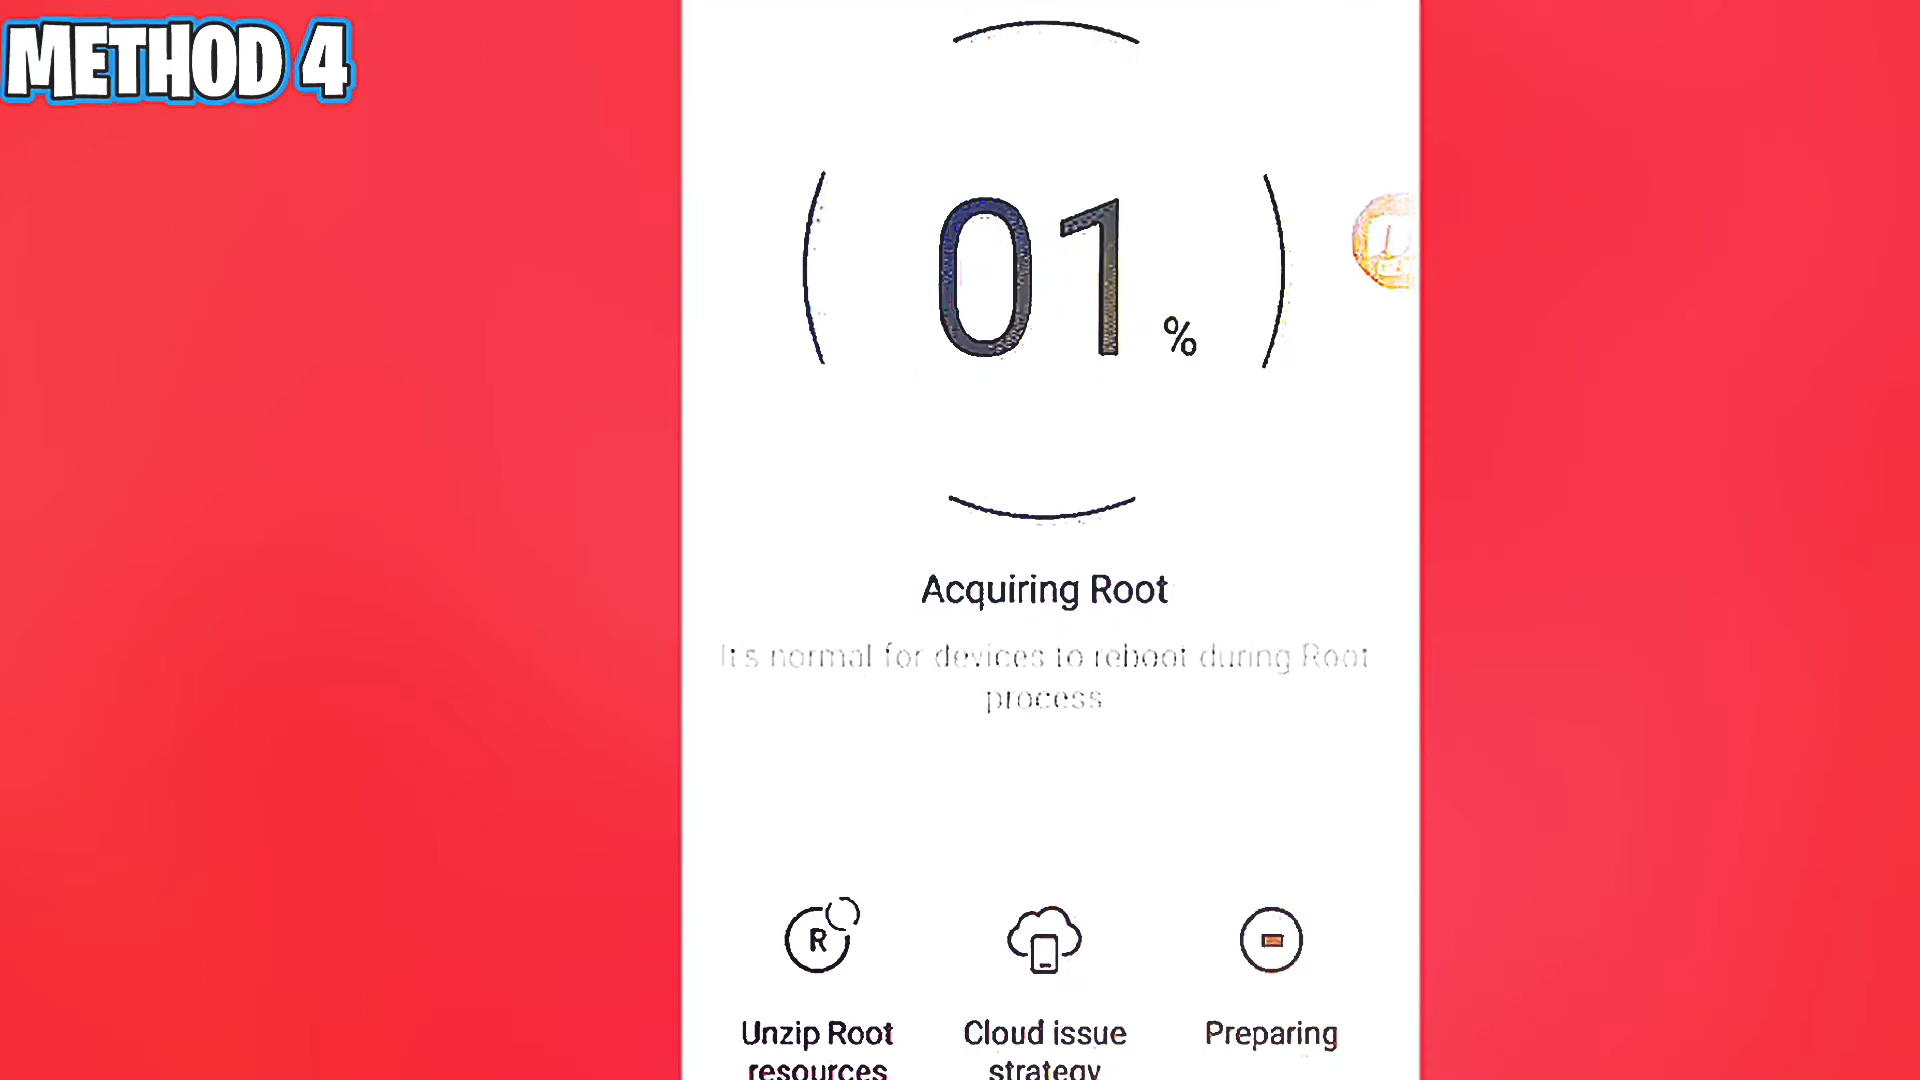 METHOD 4
01 %
Acquiring Root
It's normal for devices to reboot during Root
process
R
Unzip Root Cloud issue Preparing
resources strategy